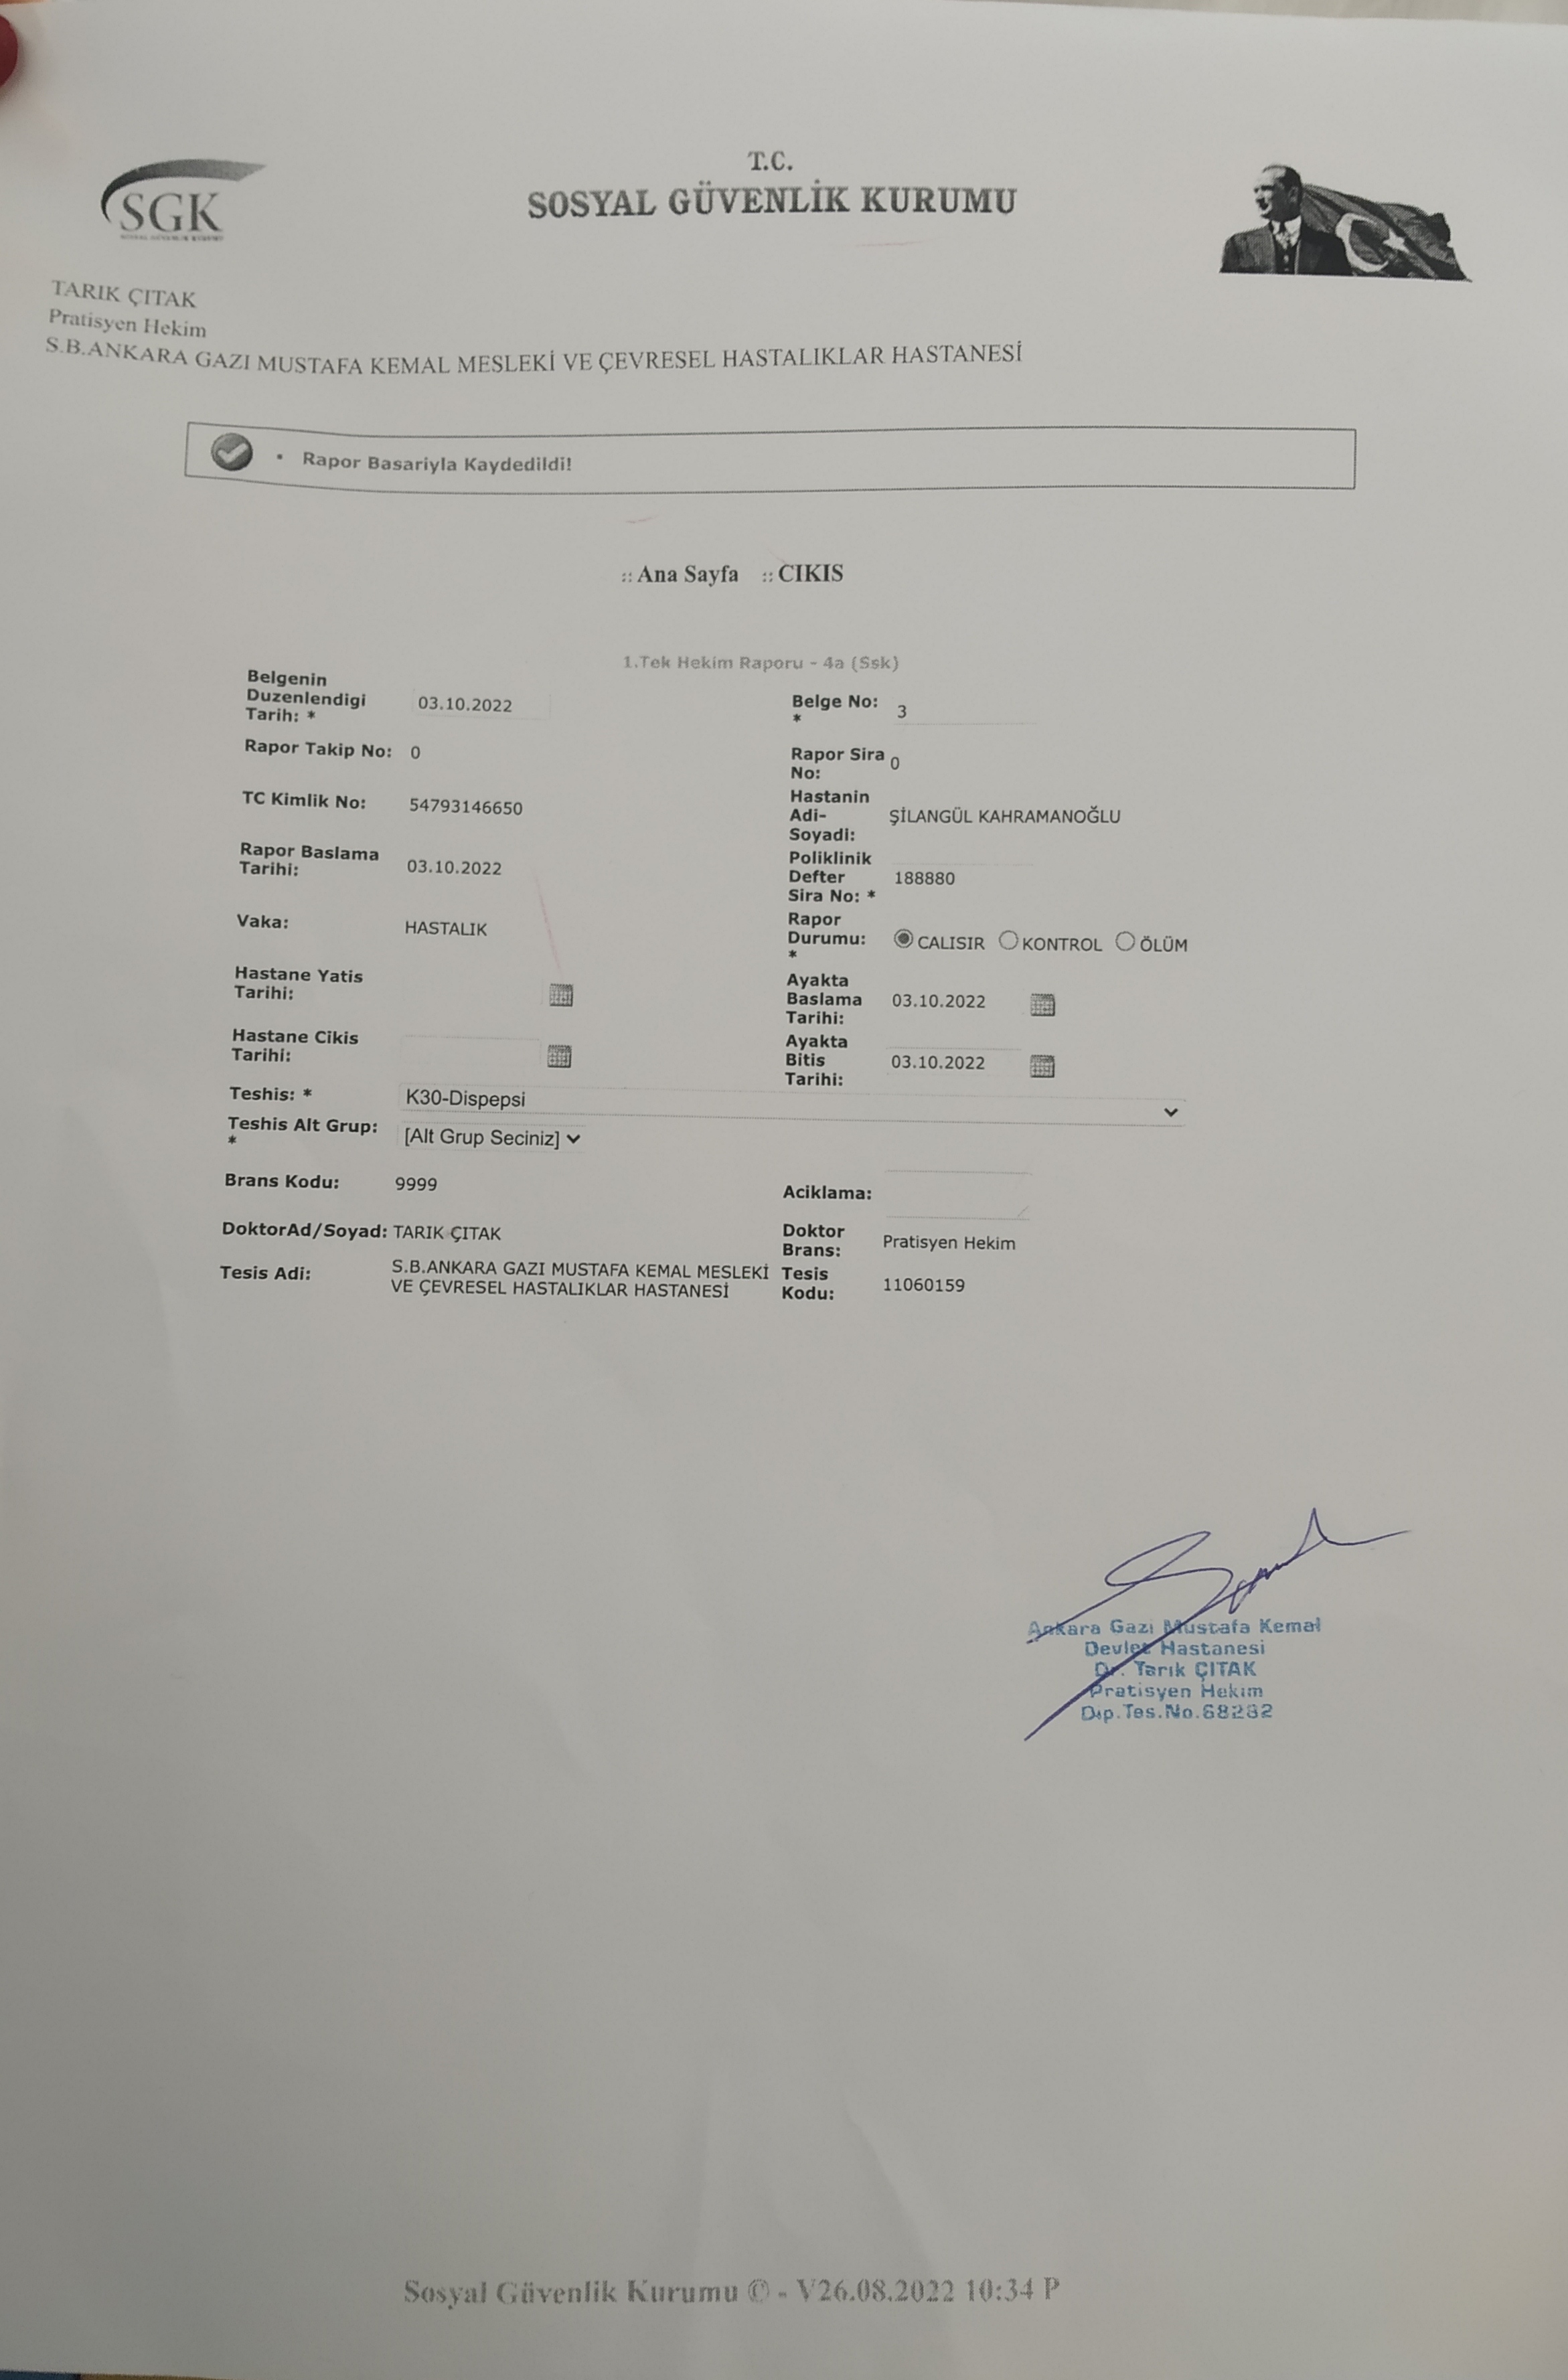 SGK
T.C.
SOSYAL GÜVENLİK KURUMU
TARIK ÇITAK
Pratisyen Hekim
S.B.ANKARA GAZI MUSTAFA KEMAL MESLEKİ VE ÇEVRESEL HASTALIKLAR HASTANESİ
• Rapor Basariyla Kaydedildi!
:: Ana Sayfa :: CIKIS
1.Tek Hekim Raporu - 4a (Ssk)
Belgenin
Duzenlendigi
Tarih: * 03.10.2022
Belge No:
* 3
Rapor Takip No: 0
Rapor Sira
No: 0
TC Kimlik No: 54793146650
Hastanin
Adi-
Soyadi: ŞİLANGÜL KAHRAMANOĞLU
Rapor Baslama
Tarihi: 03.10.2022
Poliklinik
Defter
Sira No: * 188880
Vaka: HASTALIK
Rapor
Durumu:
* CALISIR KONTROL ÖLÜM
Hastane Yatis
Tarihi:
Ayakta
Baslama
Tarihi: 03.10.2022
Hastane Cikis
Tarihi:
Ayakta
Bitis
Tarihi: 03.10.2022
Teshis: * K30-Dispepsi
Teshis Alt Grup:
* [Alt Grup Seciniz]
Brans Kodu: 9999
Aciklama:
DoktorAd/Soyad: TARIK ÇITAK
Doktor
Brans: Pratisyen Hekim
Tesis Adi: S.B.ANKARA GAZI MUSTAFA KEMAL MESLEKİ
VE ÇEVRESEL HASTALIKLAR HASTANESİ
Tesis
Kodu: 11060159
Ankara Gazi Mustafa Kemal
Devlet Hastanesi
Dr. Tarık ÇITAK
Pratisyen Hekim
Dip.Tes.No.68282
Sosyal Güvenlik Kurumu © - V26.08.2022 10:34 P